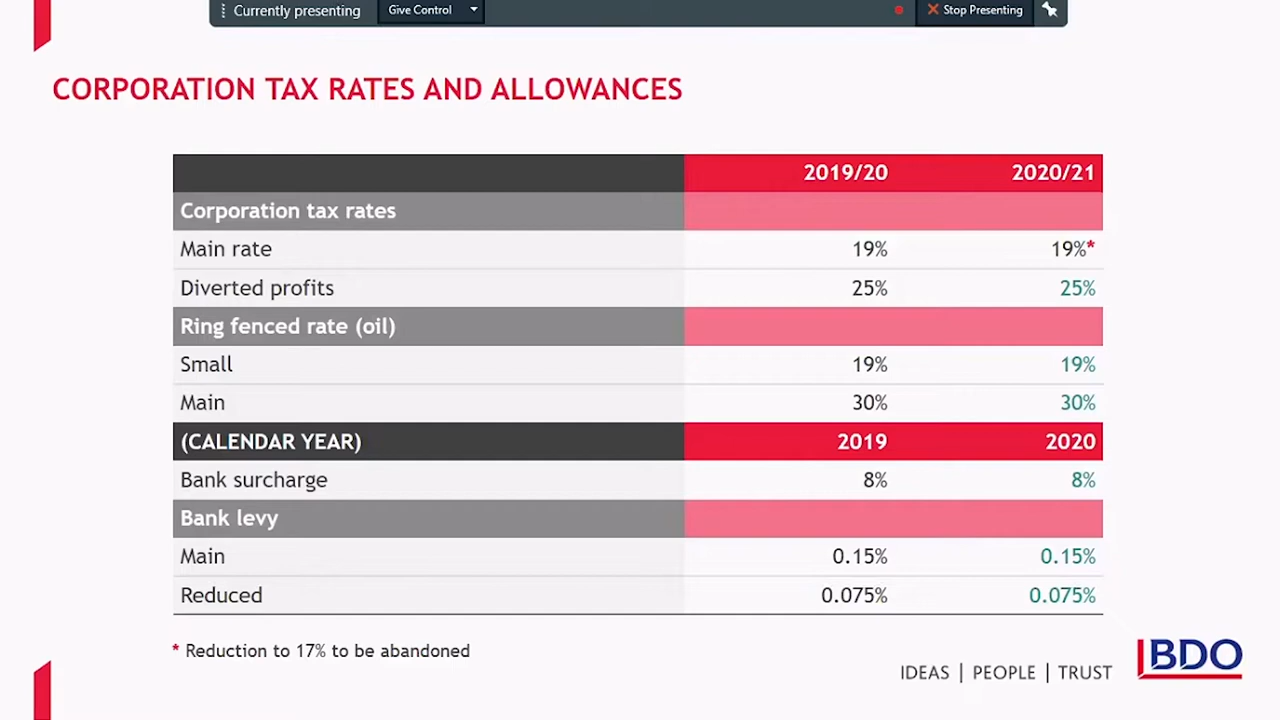 Currently presenting Give Control Stop Presenting
CORPORATION TAX RATES AND ALLOWANCES
2019/20 2020/21
Corporation tax rates
Main rate 19% 19%*
Diverted profits 25% 25%
Ring fenced rate (oil)
Small 19% 19%
Main 30% 30%
(CALENDAR YEAR) 2019 2020
Bank surcharge 8% 8%
Bank levy
Main 0.15% 0.15%
Reduced 0.075% 0.075%
* Reduction to 17% to be abandoned
IDEAS | PEOPLE | TRUST BDO